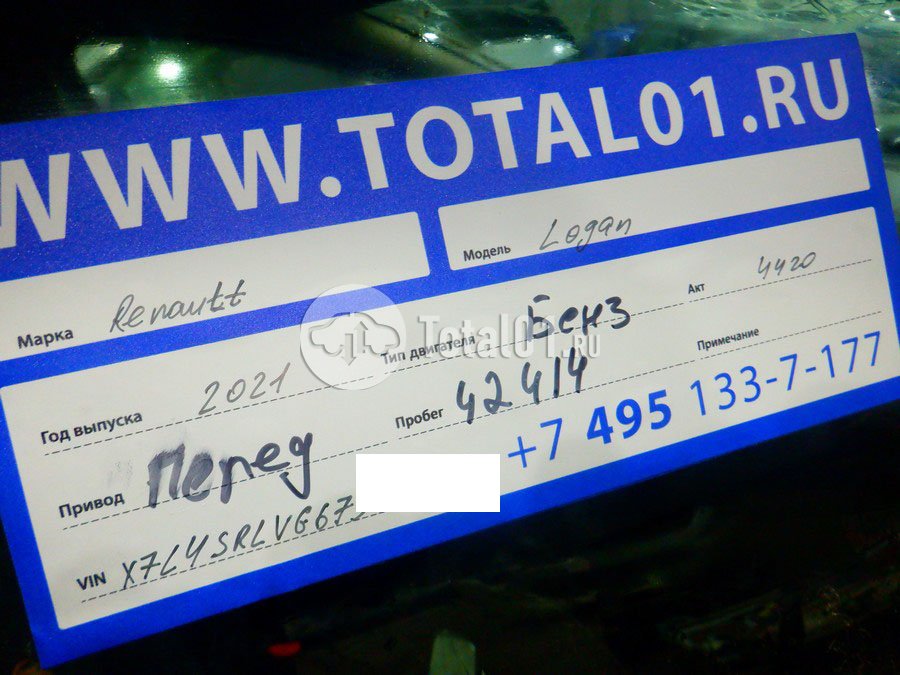 WWW.TOTAL01.RU
Марка Renault Модель Logan
Год выпуска 2021 Тип двигателя Бенз Акт 4420
Привод Перед Пробег 42414 Примечание
+7 495 133-7-177
VIN X7L4SRLVG67
Total01.RU